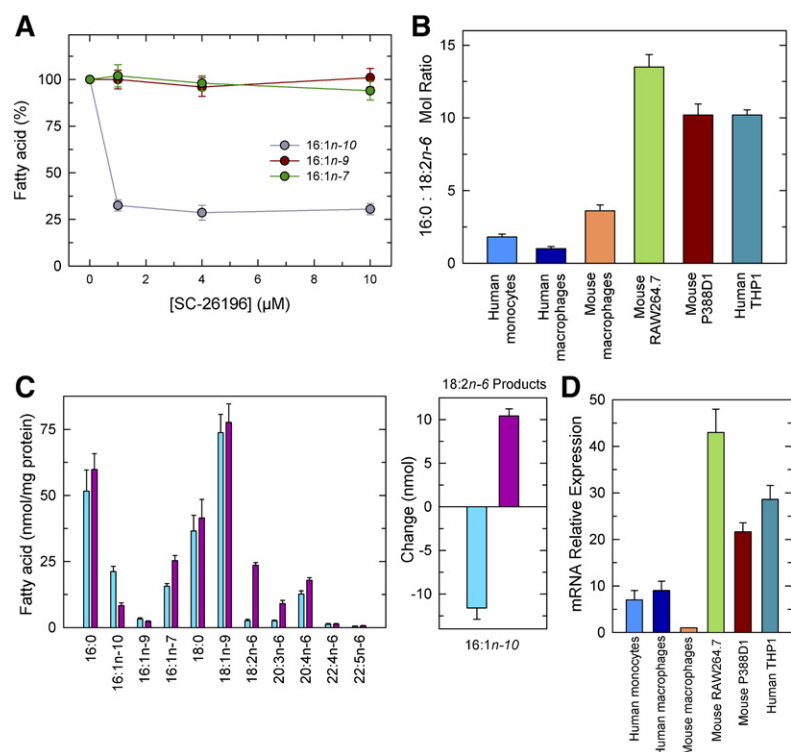 A
Fatty acid (%)
100
75
50
25
0
0
2
4
6
8
10
[SC-26196] (µM)
16:1n-10
16:1n-9
16:1n-7
B
16:0 : 18:2n-6 Mol Ratio
15
10
5
0
Human
monocytes
Human
macrophages
Mouse
macrophages
Mouse
RAW264.7
Mouse
P388D1
Human
THP1
C
Fatty acid (nmol/mg protein)
75
50
25
0
16:0
16:1n-10
16:1n-9
16:1n-7
18:0
18:1n-9
18:2n-6
20:3n-6
20:4n-6
22:4n-6
22:5n-6
18:2n-6 Products
Change (nmol)
10
5
0
-5
-10
16:1n-10
D
mRNA Relative Expression
50
40
30
20
10
0
Human monocytes
Human macrophages
Mouse macrophages
Mouse RAW264.7
Mouse P388D1
Human THP1